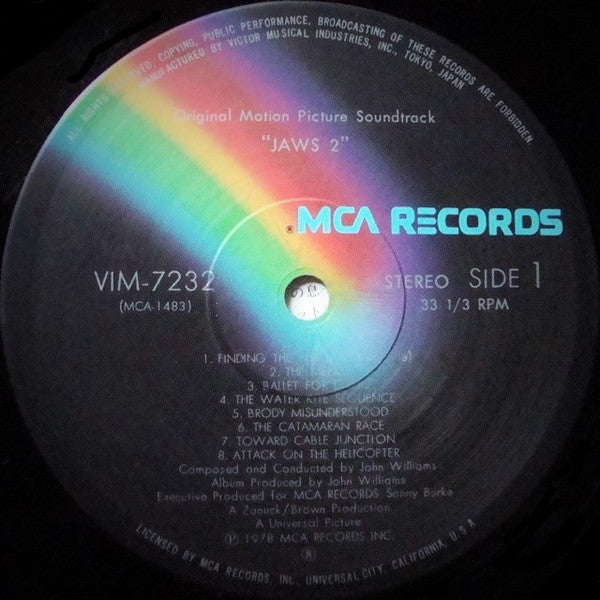 ALL RIGHTS RESERVED, COPYING, PUBLIC PERFORMANCE, BROADCASTING OF THESE RECORDS ARE FORBIDDEN.
MANUFACTURED BY VICTOR MUSICAL INDUSTRIES, INC., TOKYO, JAPAN
Original Motion Picture Soundtrack
"JAWS 2"
® MCA RECORDS
VIM-7232
(MCA-1483)
STEREO SIDE 1
33 1/3 RPM
の息
ット
1. FINDING THE
2. THE
3. BALLET FOR
4. THE WATER KITE SEQUENCE
5. BRODY MISUNDERSTOOD
6. THE CATAMARAN RACE
7. TOWARD CABLE JUNCTION
8. ATTACK ON THE HELICOPTER
Composed and Conducted by John Williams
Album Produced by John Williams
Executive Produced for MCA RECORDS: Sonny Burke
A Zanuck/Brown Production
A Universal Picture
Ⓟ 1978 MCA RECORDS, INC.
Ⓡ
LICENSED BY MCA RECORDS, INC., UNIVERSAL CITY, CALIFORNIA, U.S.A